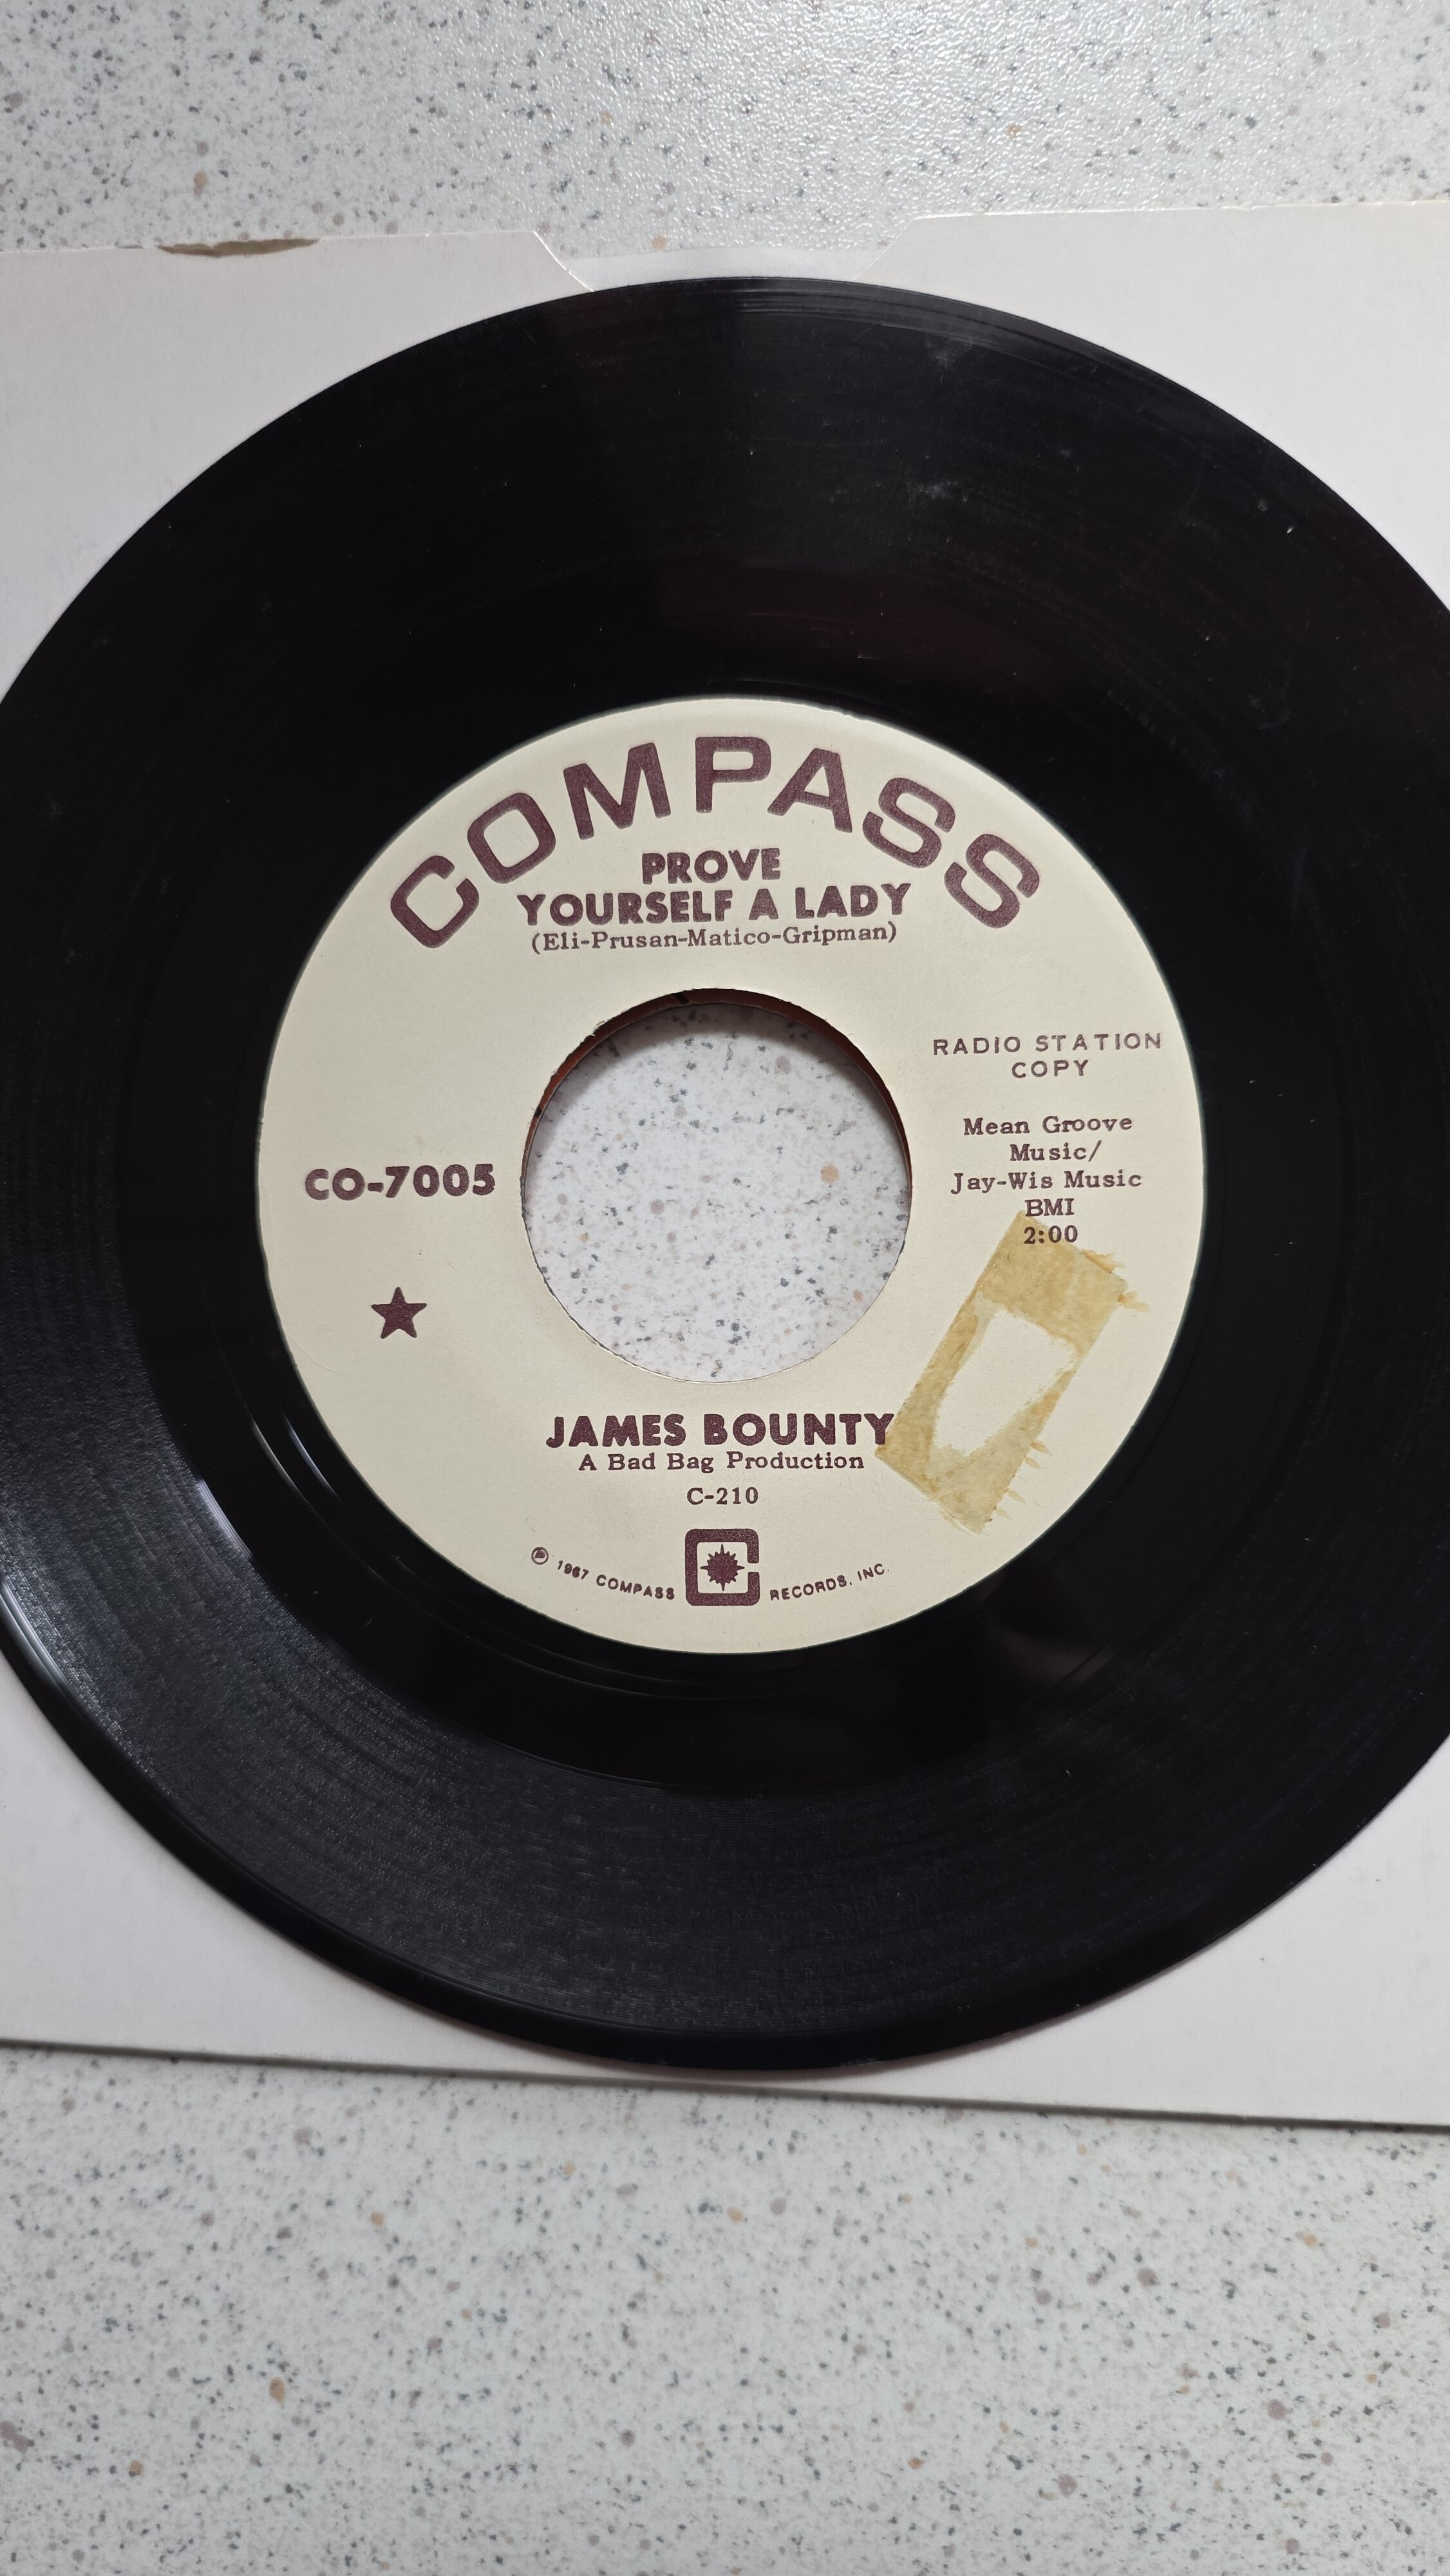 COMPASS
PROVE
YOURSELF A LADY
(Eli-Prusan-Matico-Gripman)
RADIO STATION
COPY
Mean Groove
Music/
Jay-Wis Music
BMI
2:00
CO-7005
JAMES BOUNTY
A Bad Bag Production
C-210
Ⓟ 1967 COMPASS RECORDS, INC.